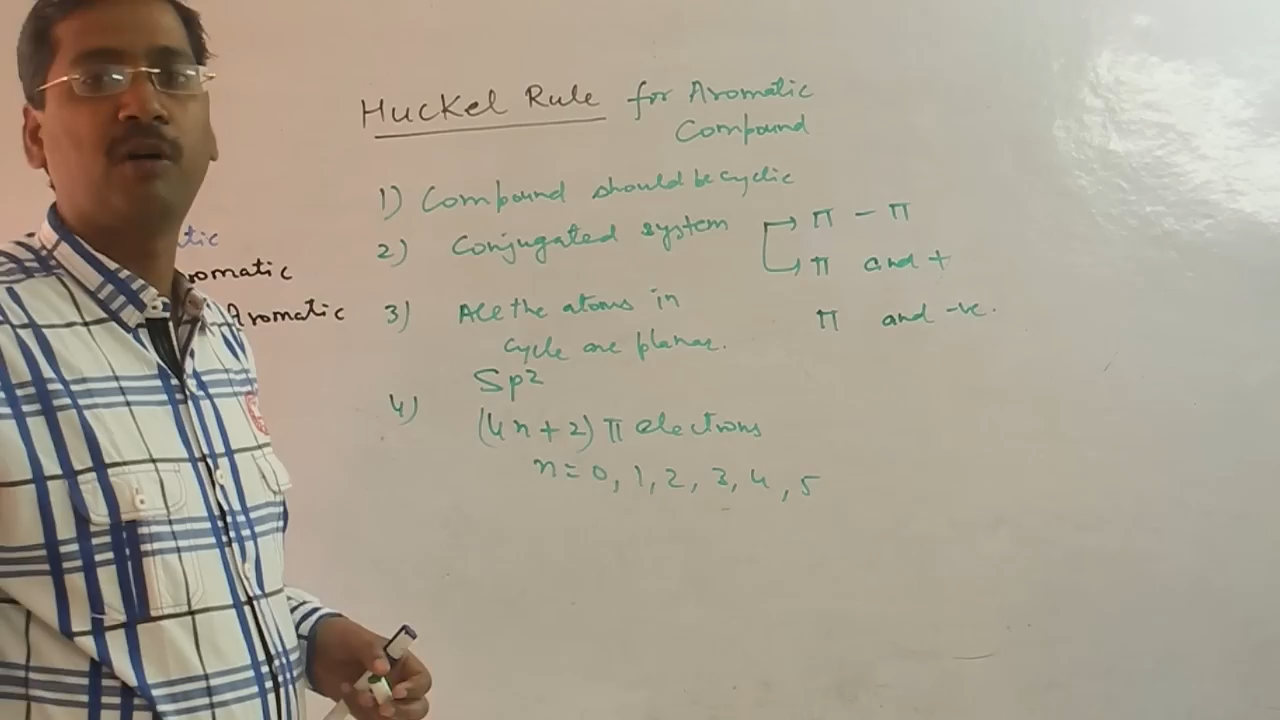 Huckel Rule for Aromatic
Compound
tic
romatic
Aromatic
1) Compound should be cyclic
2) Conjugated system π - π
π and +
3) All the atoms in
cycle are planar.
π and -ve.
Sp²
4) (4n+2) π electrons
n = 0, 1, 2, 3, 4, 5